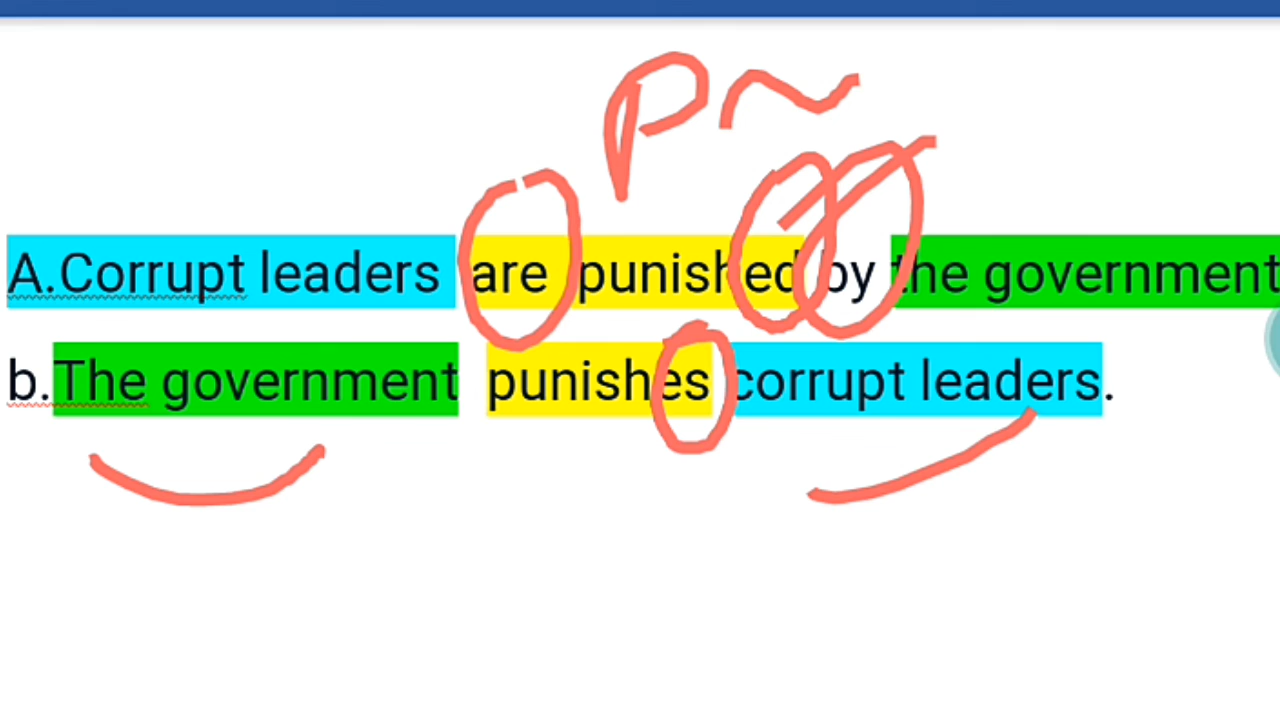 A.Corrupt leaders are punished by the government
b.The government punishes corrupt leaders.